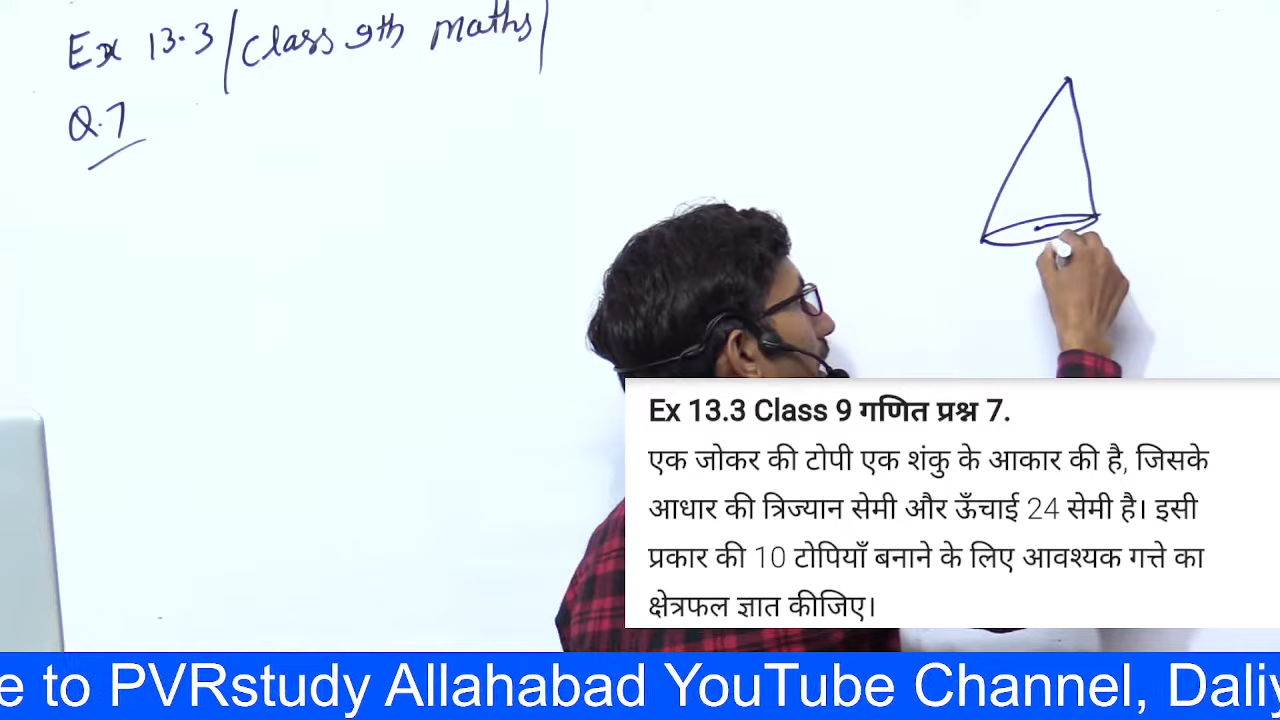 Ex 13.3 / Class 9th maths /
Q.7
Ex 13.3 Class 9 गणित प्रश्न 7.
एक जोकर की टोपी एक शंकु के आकार की है, जिसके
आधार की त्रिज्यान सेमी और ऊँचाई 24 सेमी है। इसी
प्रकार की 10 टोपियाँ बनाने के लिए आवश्यक गत्ते का
क्षेत्रफल ज्ञात कीजिए।
e to PVRstudy Allahabad YouTube Channel, Daliy